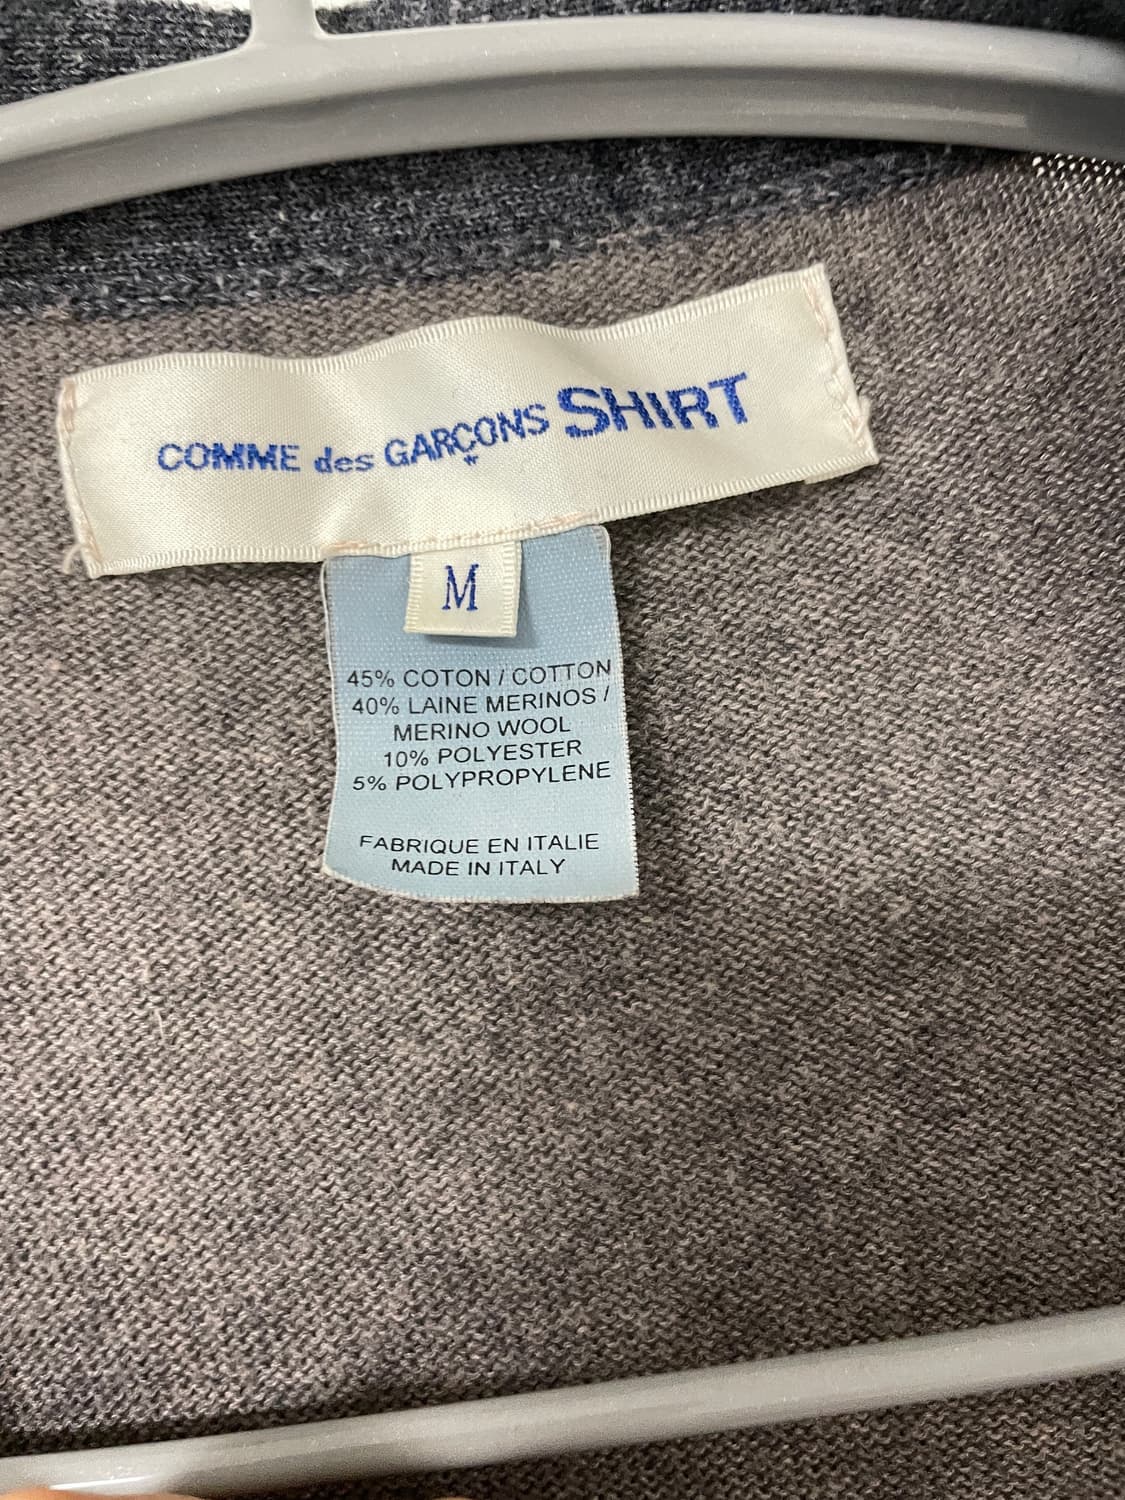 COMME des GARÇONS SHIRT
*
M
45% COTON / COTTON
40% LAINE MERINOS /
MERINO WOOL
10% POLYESTER
5% POLYPROPYLENE
FABRIQUE EN ITALIE
MADE IN ITALY